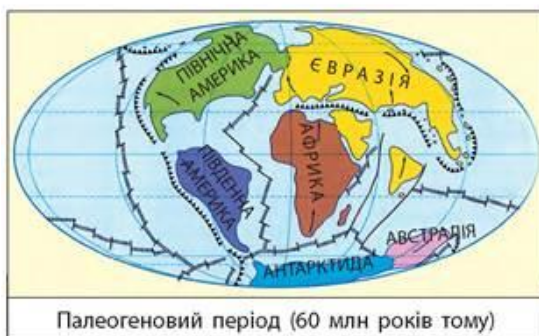 ПІВНІЧНА
АМЕРИКА
ЄВРАЗІЯ
АФРИКА
ПІВДЕННА
АМЕРИКА
АВСТРАЛІЯ
АНТАРКТИДА
Палеогеновий період (60 млн років тому)